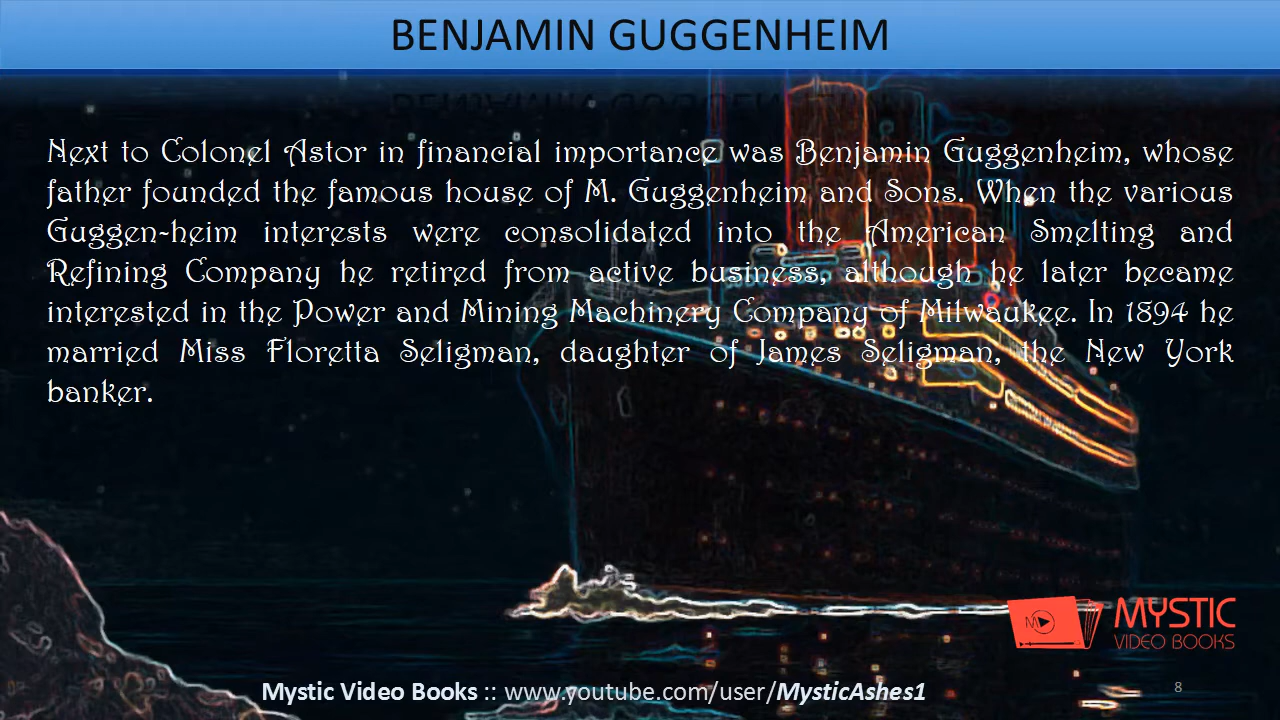 BENJAMIN GUGGENHEIM
Next to Colonel Astor in financial importance was Benjamin Guggenheim, whose
father founded the famous house of M. Guggenheim and Sons. When the various
Guggen-heim interests were consolidated into the American Smelting and
Refining Company he retired from active business, although he later became
interested in the Power and Mining Machinery Company of Milwaukee. In 1894 he
married Miss Floretta Seligman, daughter of James Seligman, the New York
banker.
M
MYSTIC
VIDEO BOOKS
Mystic Video Books :: www.youtube.com/user/MysticAshes1
8